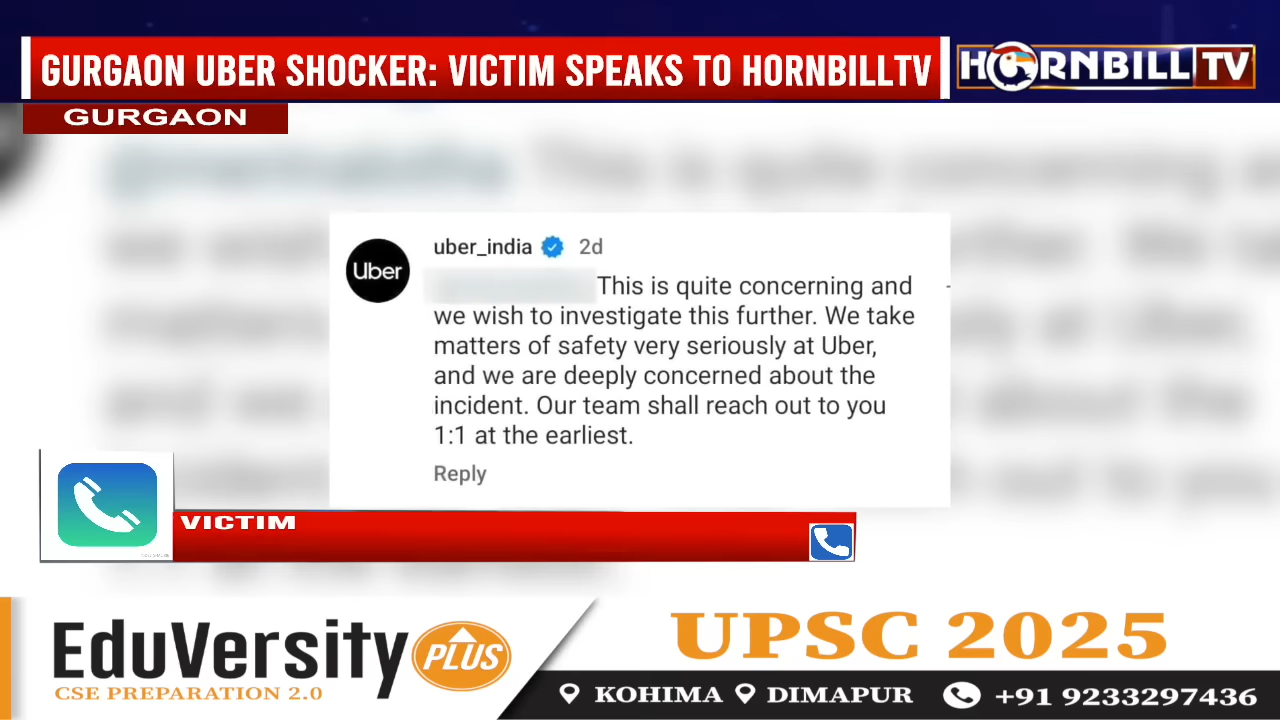 GURGAON UBER SHOCKER: VICTIM SPEAKS TO HORNBILLTV
HORNBILL TV
GURGAON
Uber
uber_india 2d
This is quite concerning and
we wish to investigate this further. We take
matters of safety very seriously at Uber,
and we are deeply concerned about the
incident. Our team shall reach out to you
1:1 at the earliest.
Reply
VICTIM
EduVersity PLUS
CSE PREPARATION 2.0
UPSC 2025
KOHIMA DIMAPUR +91 9233297436